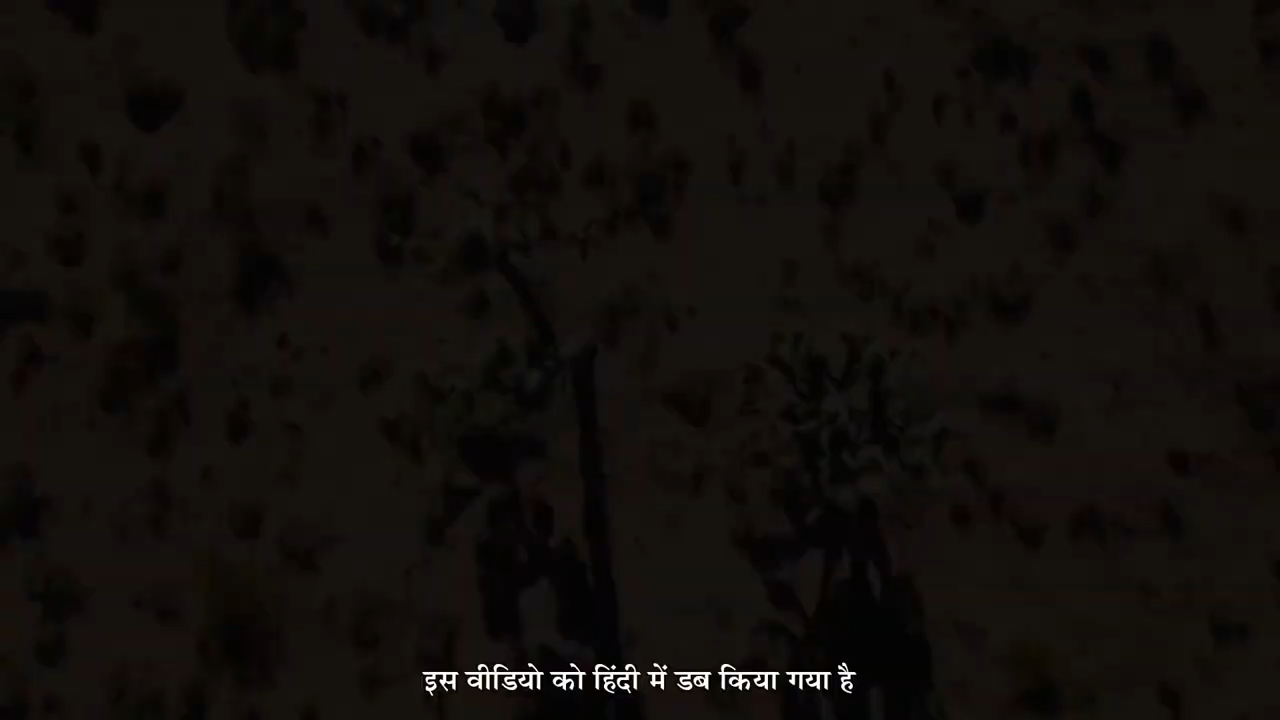 इस वीडियो को हिंदी में डब किया गया है